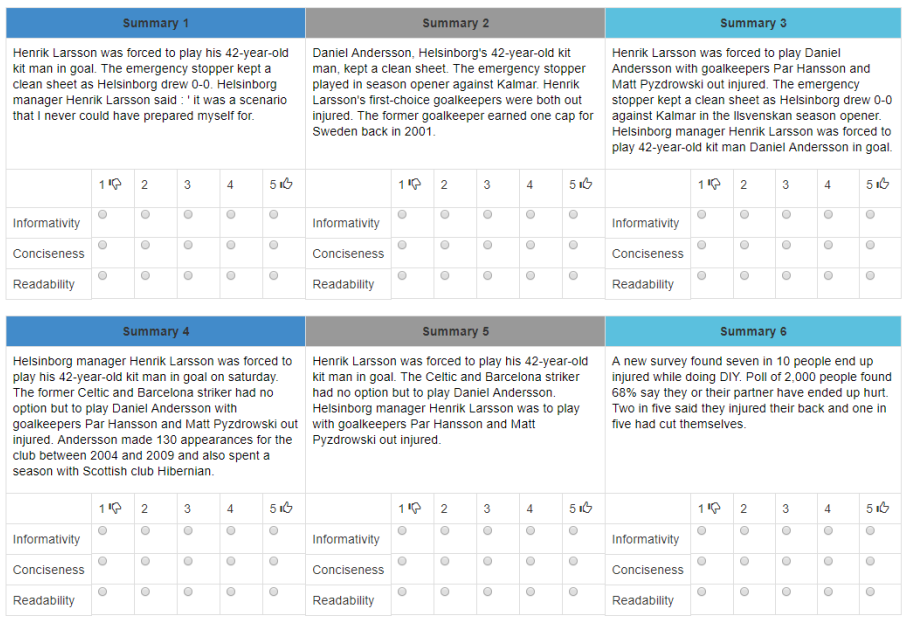 Summary 1
Henrik Larsson was forced to play his 42-year-old
kit man in goal. The emergency stopper kept a
clean sheet as Helsinborg drew 0-0. Helsinborg
manager Henrik Larsson said : ' it was a scenario
that I never could have prepared myself for.
1 2 3 4 5
Informativity
Conciseness
Readability
Summary 2
Daniel Andersson, Helsinborg's 42-year-old kit
man, kept a clean sheet. The emergency stopper
played in season opener against Kalmar. Henrik
Larsson's first-choice goalkeepers were both out
injured. The former goalkeeper earned one cap for
Sweden back in 2001.
1 2 3 4 5
Informativity
Conciseness
Readability
Summary 3
Henrik Larsson was forced to play Daniel
Andersson with goalkeepers Par Hansson and
Matt Pyzdrowski out injured. The emergency
stopper kept a clean sheet as Helsinborg drew 0-0
against Kalmar in the llsvenskan season opener.
Helsinborg manager Henrik Larsson was forced to
play 42-year-old kit man Daniel Andersson in goal.
1 2 3 4 5
Informativity
Conciseness
Readability
Summary 4
Helsinborg manager Henrik Larsson was forced to
play his 42-year-old kit man in goal on saturday.
The former Celtic and Barcelona striker had no
option but to play Daniel Andersson with
goalkeepers Par Hansson and Matt Pyzdrowski out
injured. Andersson made 130 appearances for the
club between 2004 and 2009 and also spent a
season with Scottish club Hibernian.
1 2 3 4 5
Informativity
Conciseness
Readability
Summary 5
Henrik Larsson was forced to play his 42-year-old
kit man in goal. The Celtic and Barcelona striker
had no option but to play Daniel Andersson.
Helsinborg manager Henrik Larsson was to play
with goalkeepers Par Hansson and Matt
Pyzdrowski out injured.
1 2 3 4 5
Informativity
Conciseness
Readability
Summary 6
A new survey found seven in 10 people end up
injured while doing DIY. Poll of 2,000 people found
68% say they or their partner have ended up hurt.
Two in five said they injured their back and one in
five had cut themselves.
1 2 3 4 5
Informativity
Conciseness
Readability